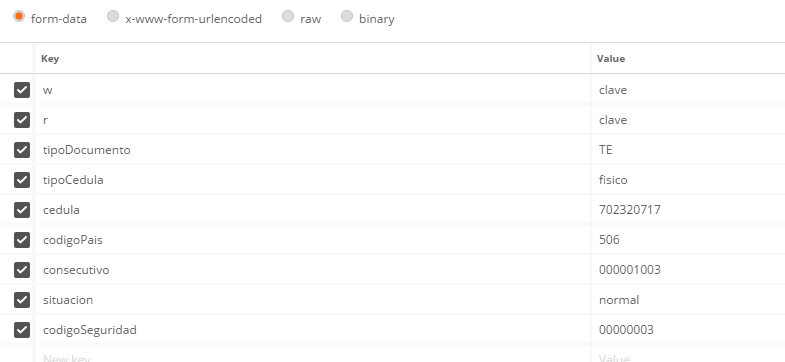 form-data x-www-form-urlencoded raw binary
Key Value
w clave
r clave
tipoDocumento TE
tipoCedula fisico
cedula 702320717
codigoPais 506
consecutivo 000001003
situacion normal
codigoSeguridad 00000003
New key Value